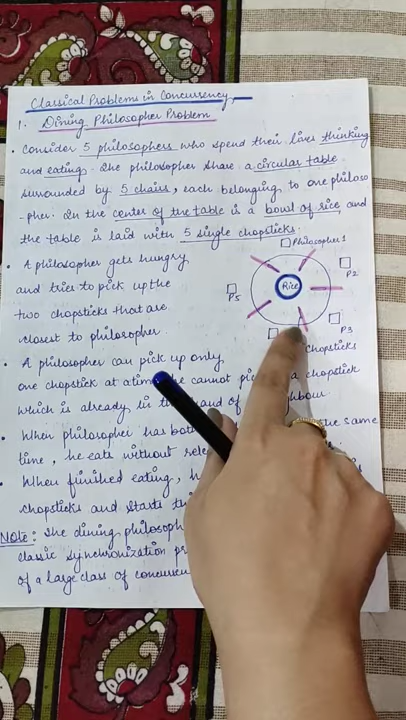 Classical Problems in Concurrency
1. Dining Philosopher Problem
• Consider 5 philosophers who spend their lives thinking
and eating. The philosopher share a circular table
surrounded by 5 chairs, each belonging to one philoso
-pher. In the center of the table is a bowl of rice, and
the table is laid with 5 single chopsticks.
• A philosopher gets hungry
and tries to pick up the
two chopsticks that are
closest to philosopher.
Philosopher 1
P2
Rice
P5
P3
chopsticks
• A philosopher can pick up only
one chopstick at a time. He cannot pick a chopstick
which is already in hand of neighbour.
• When philosopher has both the same
time, he eats without
• When finished eating,
chopsticks and starts
Note: The dining philosoph
classic synchronization
of a large class of concurren